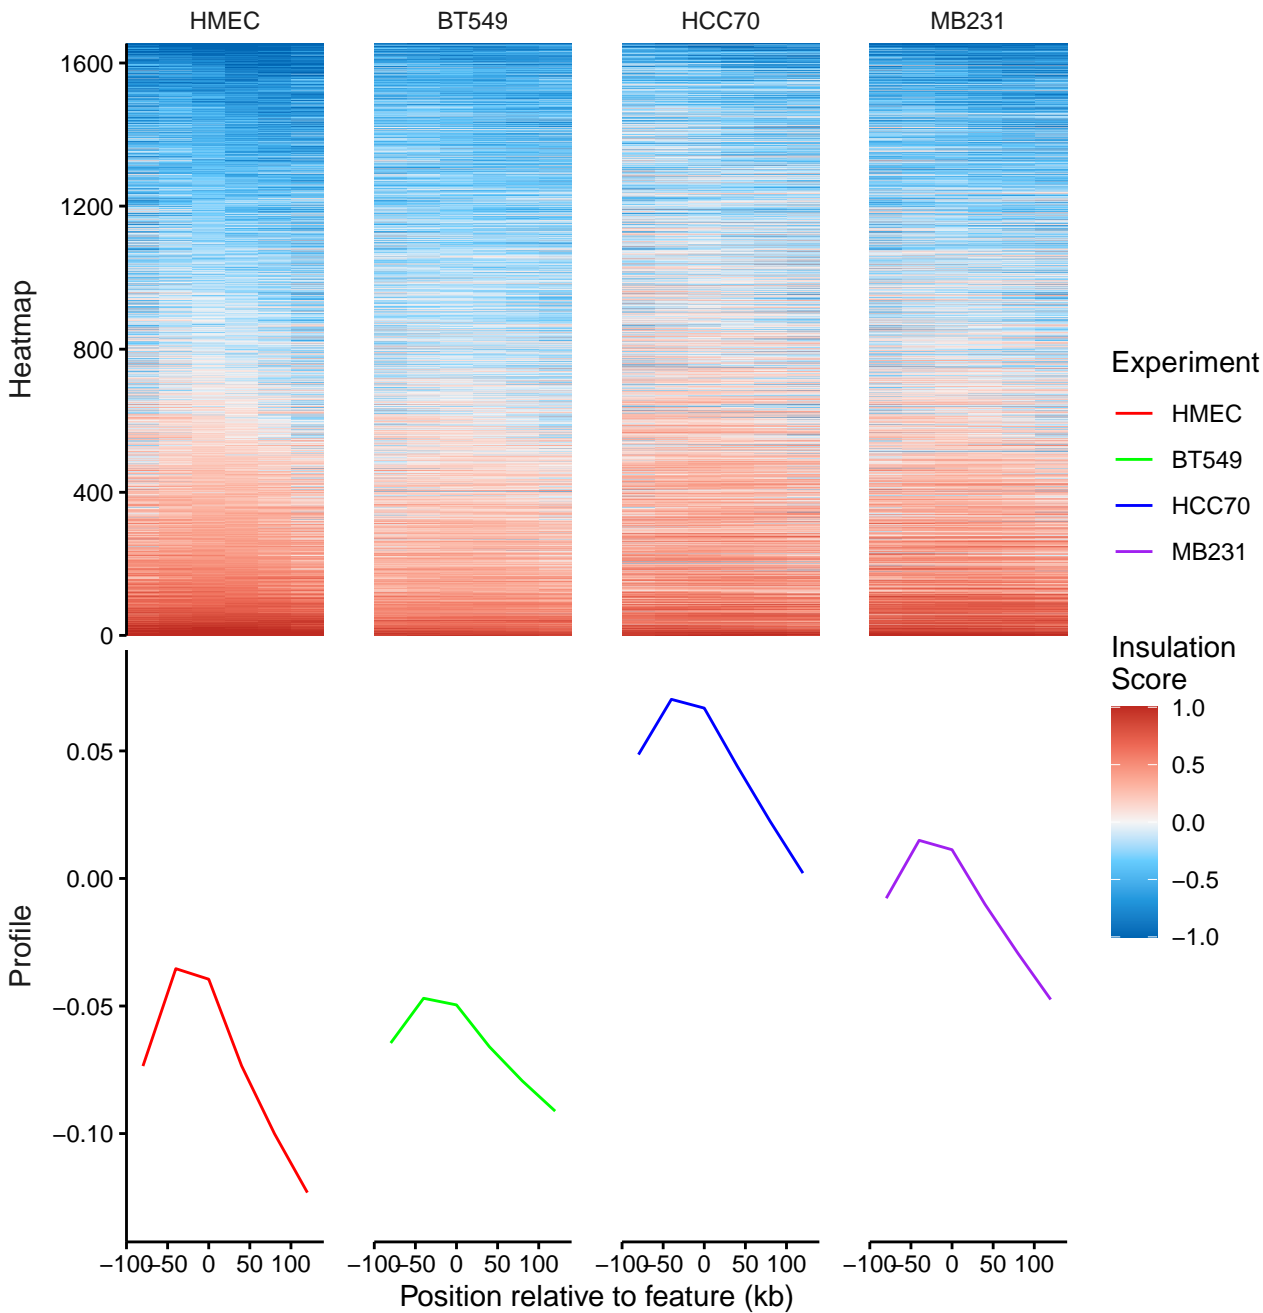 HMEC BT549 HCC70 MB231
1600
1200
800
400
0
Heatmap
0.05
0.00
−0.05
−0.10
Profile
−100 −50 0 50 100 −100 −50 0 50 100 −100 −50 0 50 100 −100 −50 0 50 100
Position relative to feature (kb)
Experiment
HMEC
BT549
HCC70
MB231
Insulation
Score
1.0
0.5
0.0
−0.5
−1.0